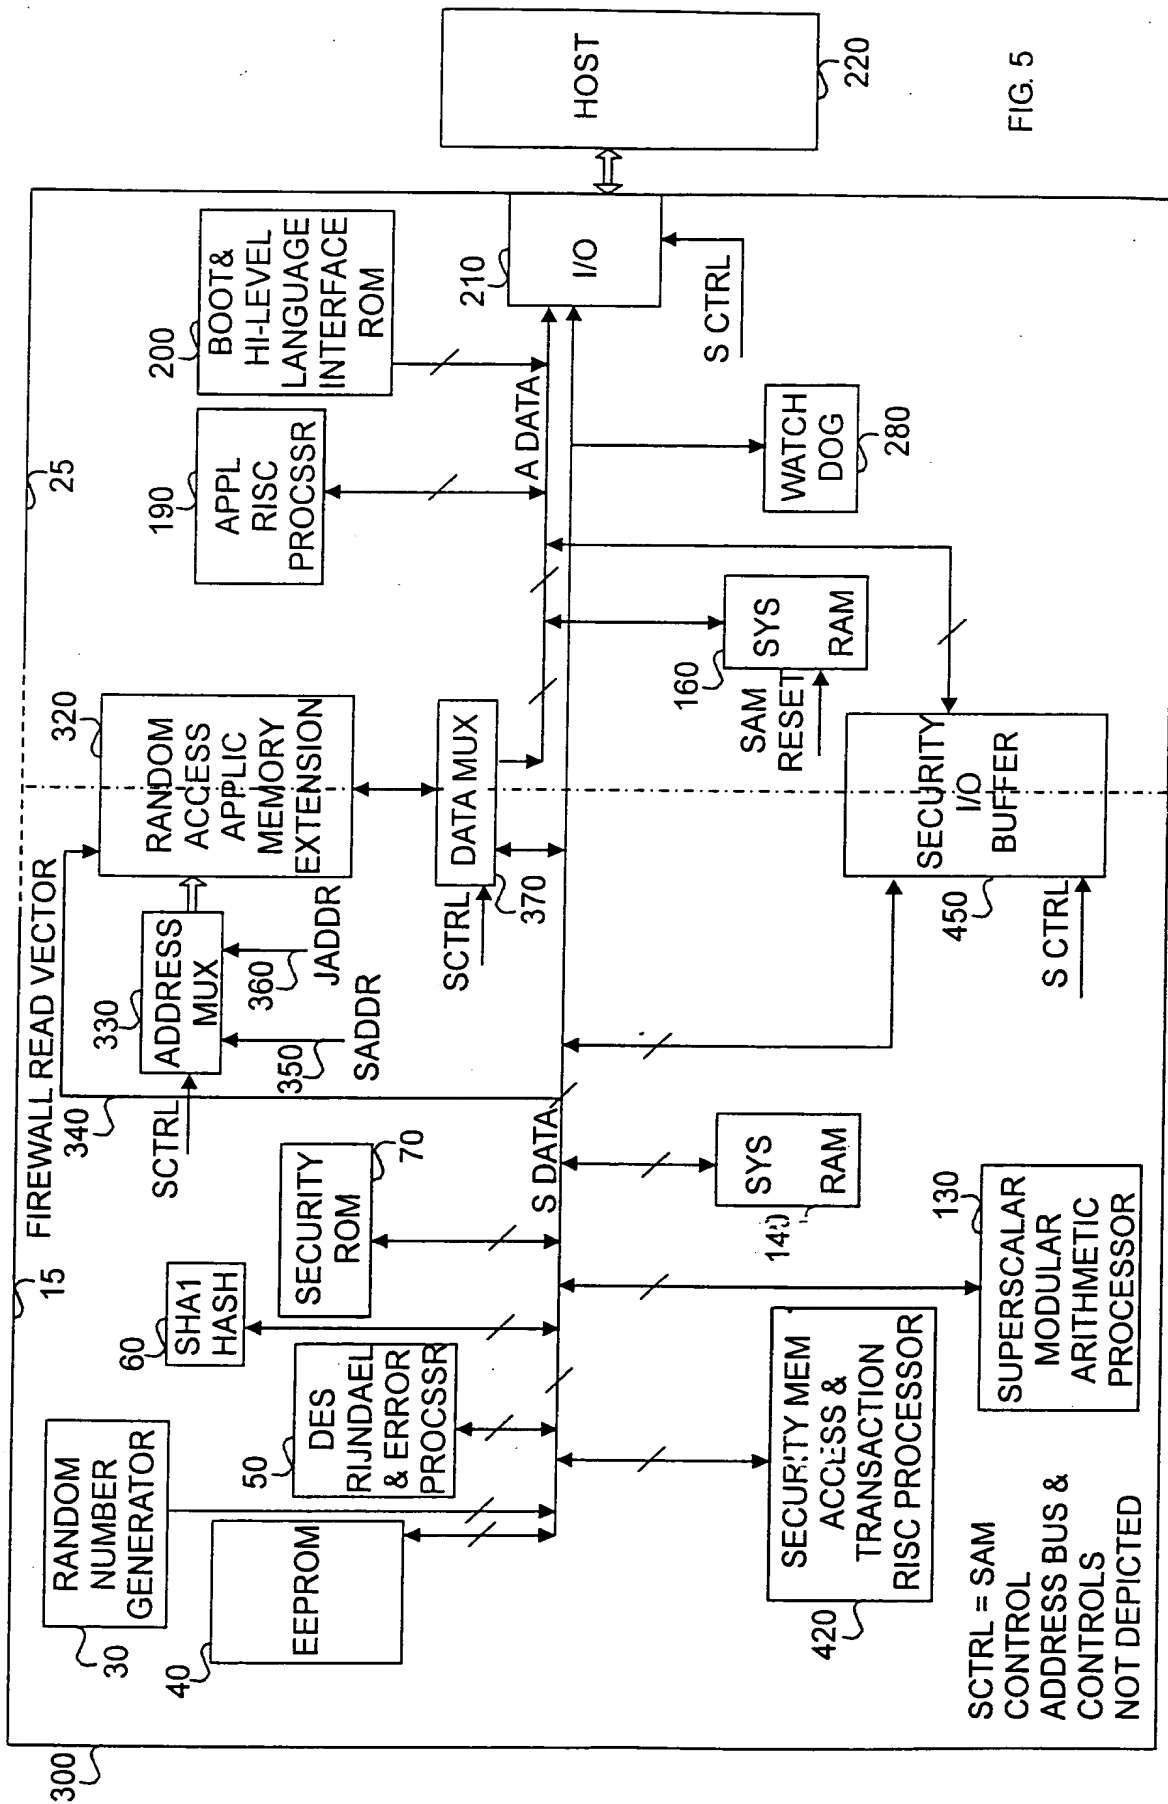 300
15
FIREWALL READ VECTOR
25
30
RANDOM
NUMBER
GENERATOR
40
EEPROM
50
DES
RIJNDAEL
& ERROR
PROCSSR
60
SHA1
HASH
SECURITY
ROM
70
340
SCTRL
330
ADDRESS
MUX
350
SADDR
360
JADDR
320
RANDOM
ACCESS
APPLIC
MEMORY
EXTENSION
SCTRL
DATA MUX
370
190
APPL
RISC
PROCSSR
200
BOOT&
HI-LEVEL
LANGUAGE
INTERFACE
ROM
A DATA
210
I/O
S CTRL
HOST
220
S DATA
420
SECURITY MEM
ACCESS &
TRANSACTION
RISC PROCESSOR
130
SUPERSCALAR
MODULAR
ARITHMETIC
PROCESSOR
140
SYS
RAM
450
SECURITY
I/O
BUFFER
S CTRL
160
SYS
RAM
SAM
RESET
WATCH
DOG
280
SCTRL = SAM
CONTROL
ADDRESS BUS &
CONTROLS
NOT DEPICTED
FIG. 5